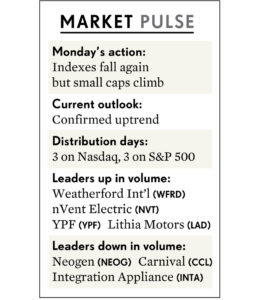 MARKET PULSE
Monday's action:
Indexes fall again
but small caps climb
Current outlook:
Confirmed uptrend
Distribution days:
3 on Nasdaq, 3 on S&P 500
Leaders up in volume:
Weatherford Int'l (WFRD)
nVent Electric (NVT)
YPF (YPF) Lithia Motors (LAD)
Leaders down in volume:
Neogen (NEOG) Carnival (CCL)
Integration Appliance (INTA)